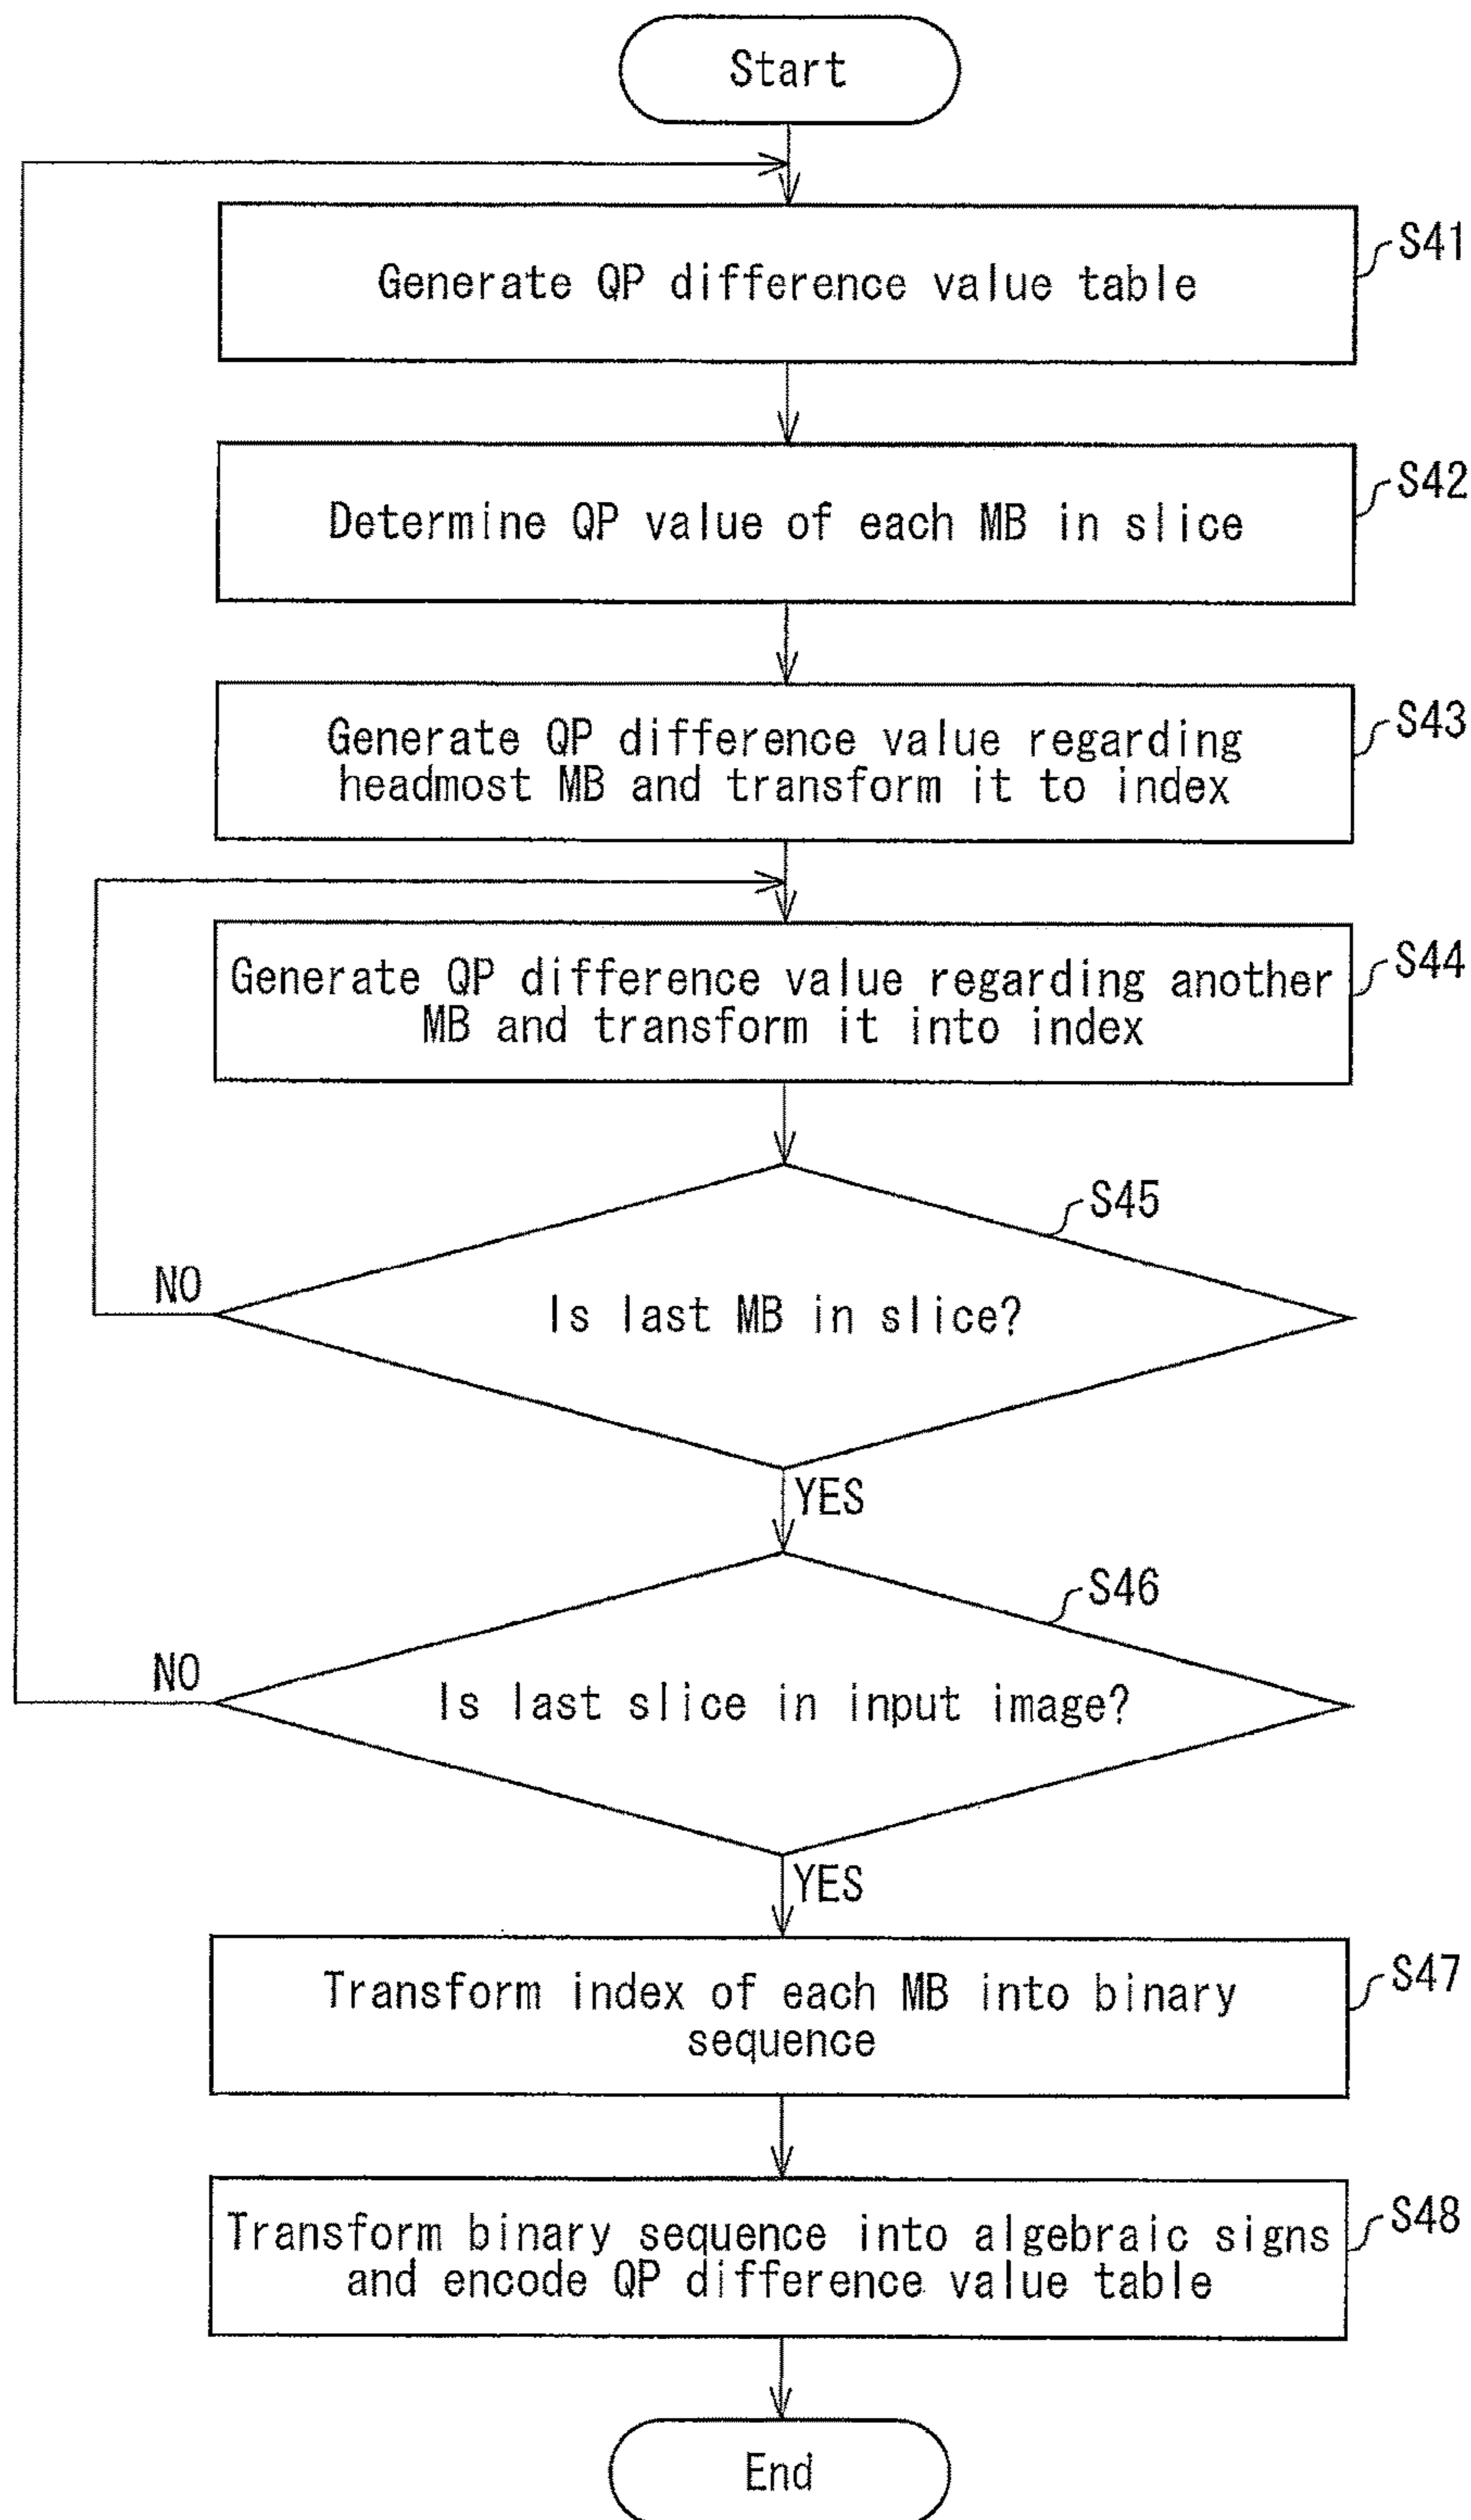 Start
S41
Generate QP difference value table
S42
Determine QP value of each MB in slice
S43
Generate QP difference value regarding
headmost MB and transform it to index
S44
Generate QP difference value regarding another
MB and transform it into index
S45
NO
Is last MB in slice?
YES
S46
NO
Is last slice in input image?
YES
S47
Transform index of each MB into binary
sequence
S48
Transform binary sequence into algebraic signs
and encode QP difference value table
End